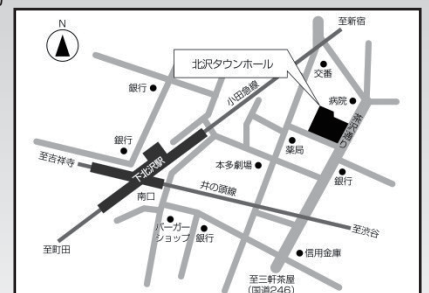 N
至新宿
北沢タウンホール
交番
銀行
小田急線
病院
茶沢通り
銀行
薬局
至吉祥寺
下北沢駅
本多劇場
銀行
南口
井の頭線
バーガー
ショップ
銀行
至渋谷
至町田
信用金庫
至三軒茶屋
(国道246)